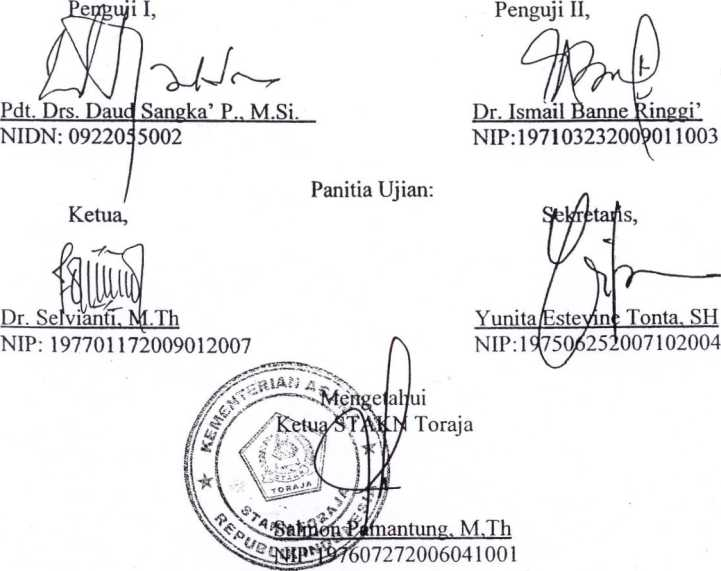 Penguji I,
Penguji II,
Pdt. Drs. Daud Sangka' P., M.Si.
Dr. Ismail Banne Ringgi'
NIDN: 0922055002
NIP:197103232009011003
Panitia Ujian:
Ketua,
Sekretaris,
Dr. Selvianti, M.Th
Yunita Estevine Tonta, SH
NIP: 197701172009012007
NIP:197506252007102004
Mengetahui
Ketua STAKN Toraja
KEMENTERIAN AGAMA
TORAJA
STAKN TORAJA
REPUBLIK INDONESIA
Salmon Pamantung, M,Th
NIP 197607272006041001